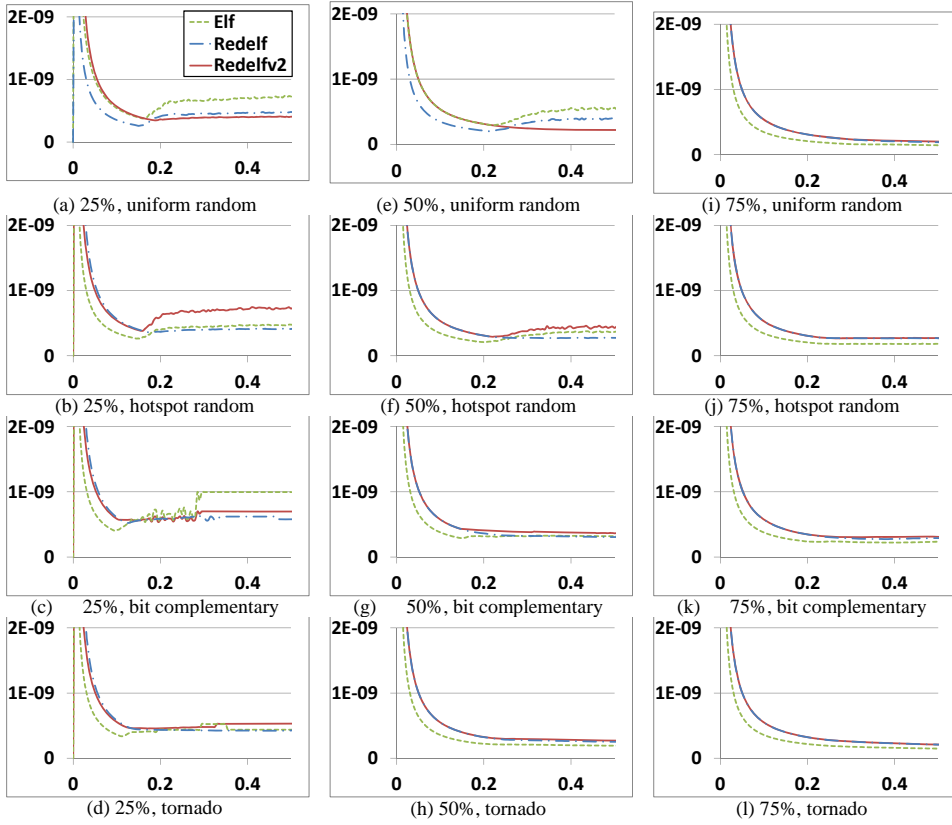 2E-09
1E-09
0
0 0.2 0.4
Elf
Redelf
Redelfv2
(a) 25%, uniform random
2E-09
1E-09
0
0 0.2 0.4
(e) 50%, uniform random
2E-09
1E-09
0
0 0.2 0.4
(i) 75%, uniform random
2E-09
1E-09
0
0 0.2 0.4
(b) 25%, hotspot random
2E-09
1E-09
0
0 0.2 0.4
(f) 50%, hotspot random
2E-09
1E-09
0
0 0.2 0.4
(j) 75%, hotspot random
2E-09
1E-09
0
0 0.2 0.4
(c) 25%, bit complementary
2E-09
1E-09
0
0 0.2 0.4
(g) 50%, bit complementary
2E-09
1E-09
0
0 0.2 0.4
(k) 75%, bit complementary
2E-09
1E-09
0
0 0.2 0.4
(d) 25%, tornado
2E-09
1E-09
0
0 0.2 0.4
(h) 50%, tornado
2E-09
1E-09
0
0 0.2 0.4
(l) 75%, tornado